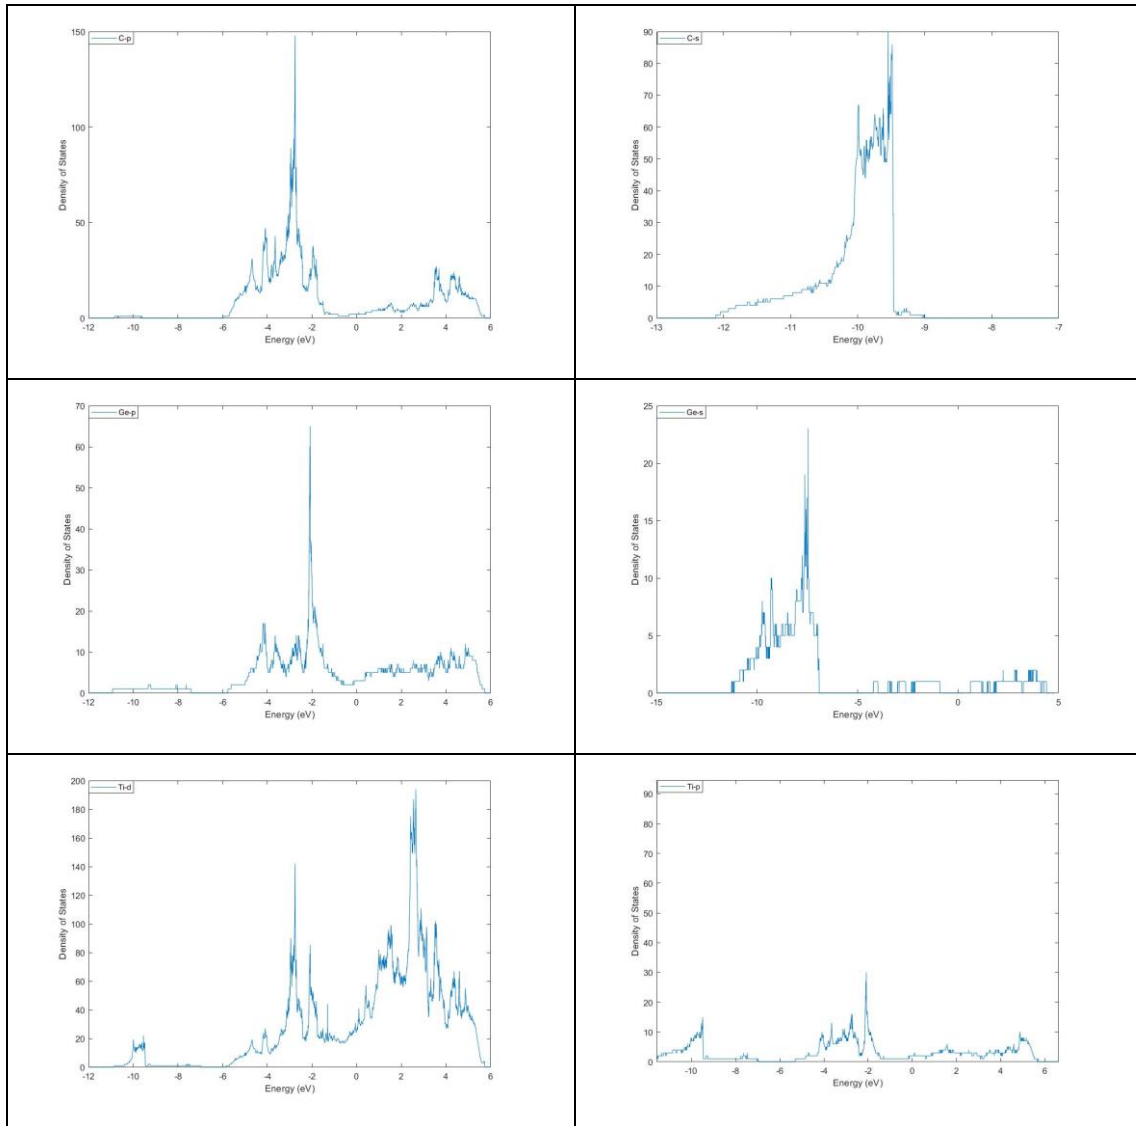 C-p
150
100
50
0
Density of States
-12 -10 -8 -6 -4 -2 0 2 4 6
Energy (eV)
C-s
90
80
70
60
50
40
30
20
10
0
Density of States
-13 -12 -11 -10 -9 -8 -7
Energy (eV)
Ge-p
70
60
50
40
30
20
10
0
Density of States
-12 -10 -8 -6 -4 -2 0 2 4 6
Energy (eV)
Ge-s
25
20
15
10
5
0
Density of States
-15 -10 -5 0 5
Energy (eV)
Ti-d
200
180
160
140
120
100
80
60
40
20
0
Density of States
-12 -10 -8 -6 -4 -2 0 2 4 6
Energy (eV)
Ti-p
90
80
70
60
50
40
30
20
10
0
Density of States
-10 -8 -6 -4 -2 0 2 4 6
Energy (eV)